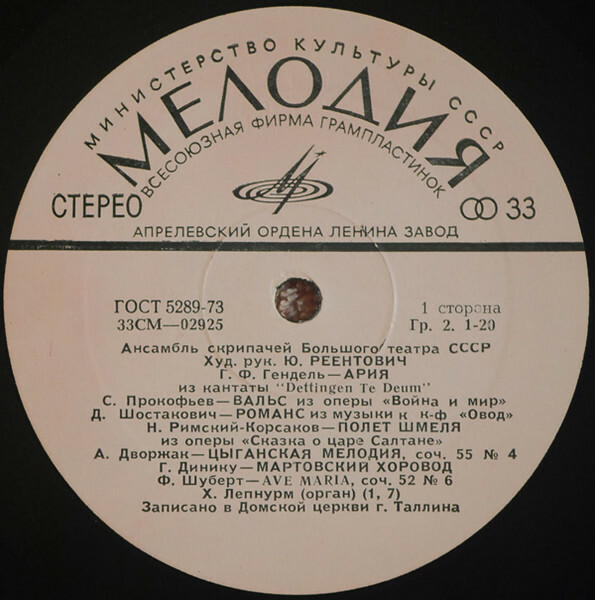 МИНИСТЕРСТВО КУЛЬТУРЫ СССР
МЕЛОДИЯ
ВСЕСОЮЗНАЯ ФИРМА ГРАМПЛАСТИНОК
СТЕРЕО
33
АПРЕЛЕВСКИЙ ОРДЕНА ЛЕНИНА ЗАВОД
ГОСТ 5289-73
1 сторона
33СМ—02925
Гр. 2. 1-20
Ансамбль скрипачей Большого театра СССР
Худ. рук. Ю. РЕЕНТОВИЧ
Г. Ф. Гендель—АРИЯ
из кантаты "Dettingen Te Deum"
С. Прокофьев—ВАЛЬС из оперы «Война и мир»
Д. Шостакович—РОМАНС из музыки к к-ф «Овод»
Н. Римский-Корсаков—ПОЛЕТ ШМЕЛЯ
из оперы «Сказка о царе Салтане»
А. Дворжак—ЦЫГАНСКАЯ МЕЛОДИЯ, соч. 55 № 4
Г. Динику—МАРТОВСКИЙ ХОРОВОД
Ф. Шуберт—AVE MARIA, соч. 52 № 6
Х. Лепнурм (орган) (1, 7)
Записано в Домской церкви г. Таллина